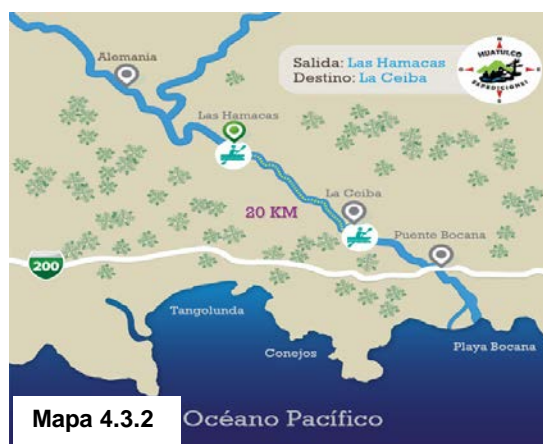 Alemania
Salida: Las Hamacas
Destino: La Ceiba
HUATULCO
EXPEDICIONES
Las Hamacas
La Ceiba
20 KM
Puente Bocana
200
Tangolunda
Conejos
Playa Bocana
Mapa 4.3.2
Océano Pacífico